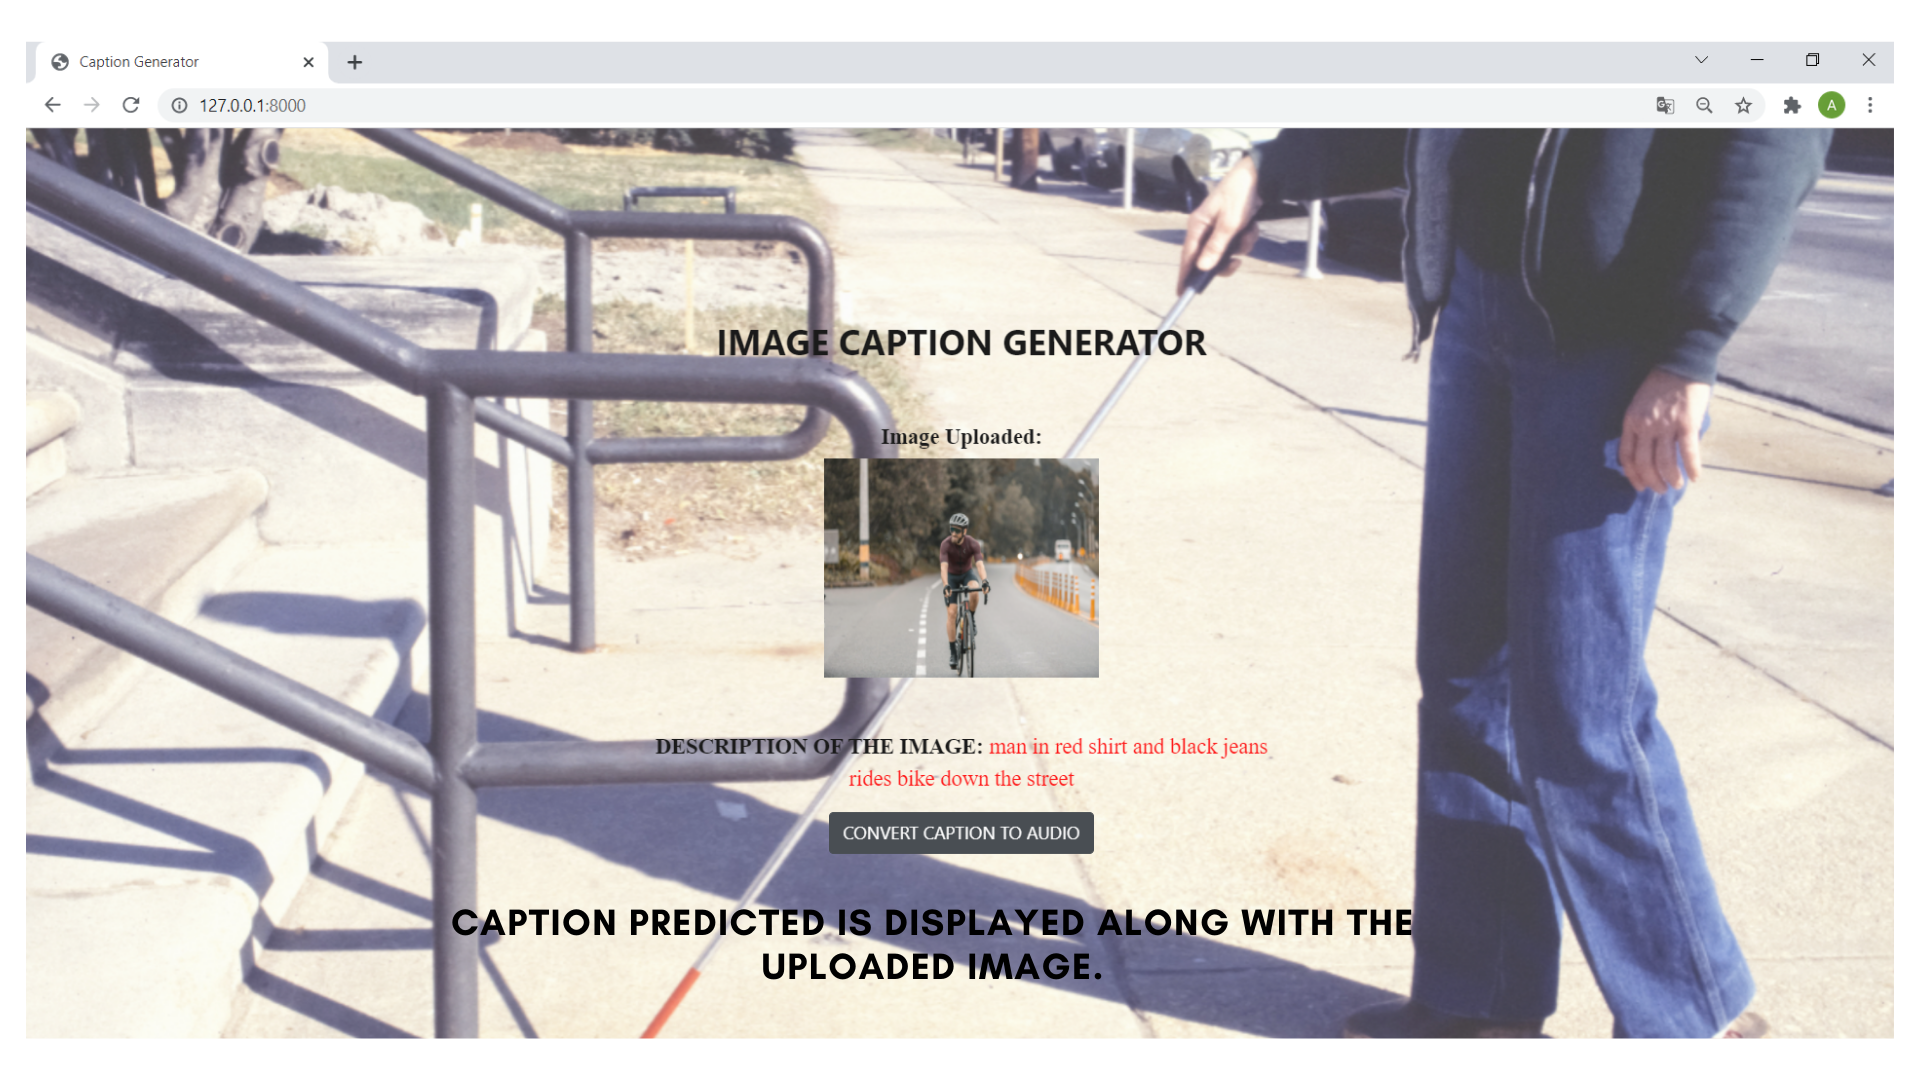 Caption Generator
127.0.0.1:8000
A
IMAGE CAPTION GENERATOR
Image Uploaded:
DESCRIPTION OF THE IMAGE: man in red shirt and black jeans
rides bike down the street
CONVERT CAPTION TO AUDIO
CAPTION PREDICTED IS DISPLAYED ALONG WITH THE
UPLOADED IMAGE.